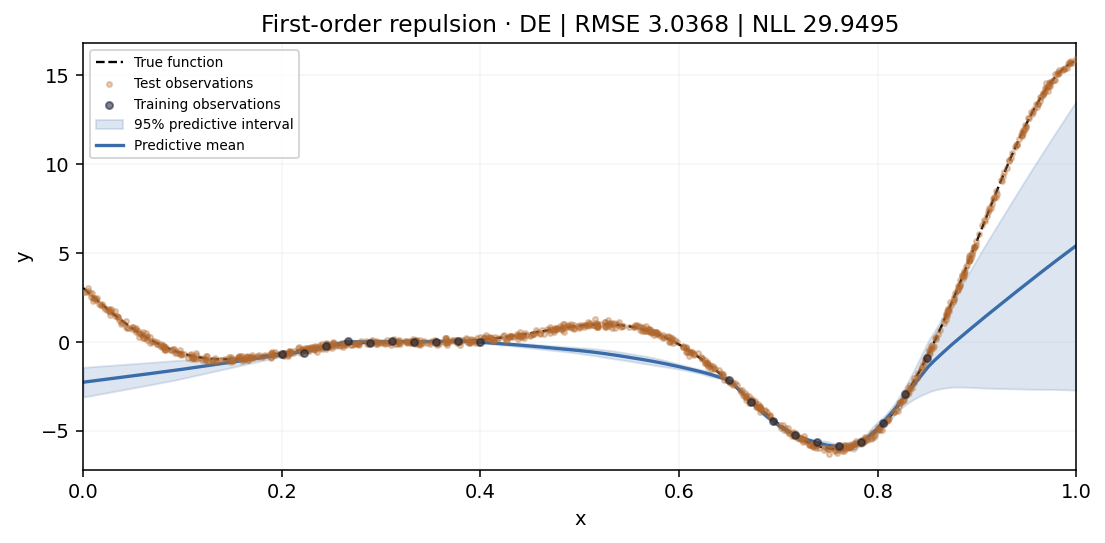 First-order repulsion · DE | RMSE 3.0368 | NLL 29.9495
True function
Test observations
Training observations
95% predictive interval
Predictive mean
y
15
10
5
0
−5
0.0 0.2 0.4 0.6 0.8 1.0
x